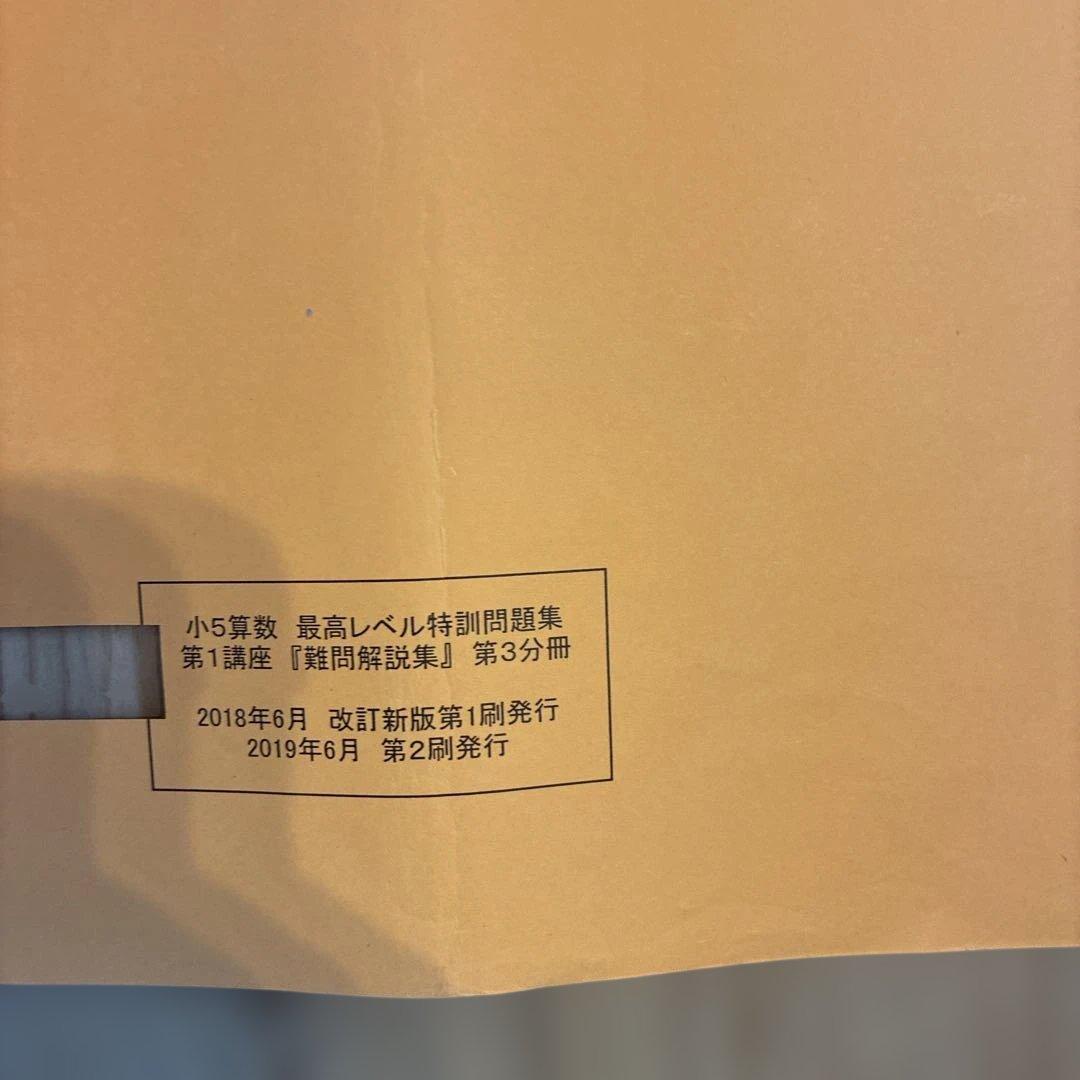 小5算数 最高レベル特訓問題集
第1講座『難問解説集』 第3分冊
2018年6月 改訂新版第1刷発行
2019年6月 第2刷発行